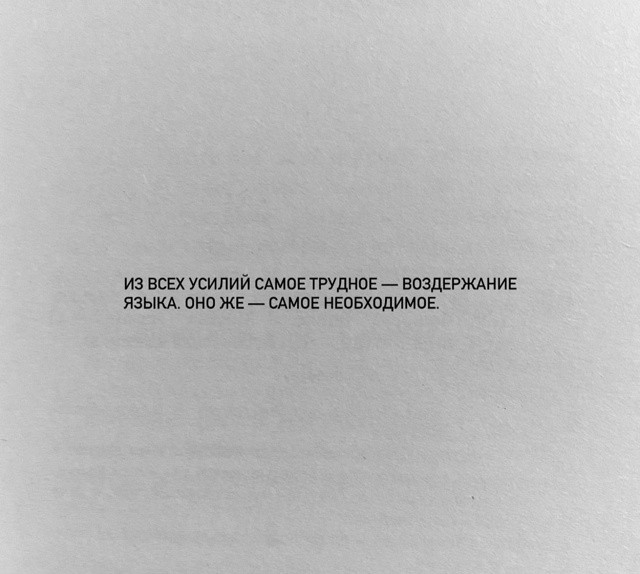 ИЗ ВСЕХ УСИЛИЙ САМОЕ ТРУДНОЕ — ВОЗДЕРЖАНИЕ
ЯЗЫКА. ОНО ЖЕ — САМОЕ НЕОБХОДИМОЕ.